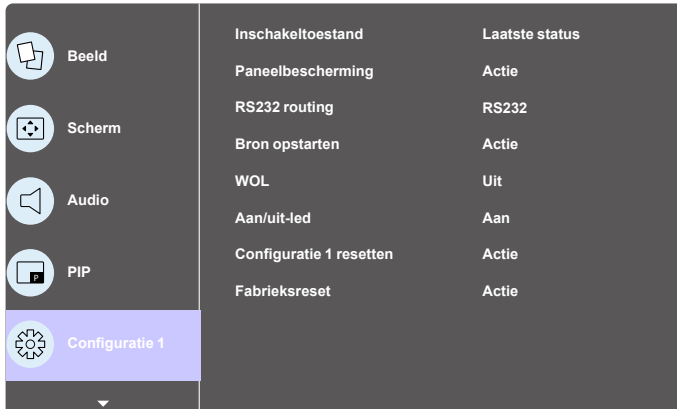 Beeld
Scherm
Audio
PIP
P
Configuratie 1
Inschakeltoestand Laatste status
Paneelbescherming Actie
RS232 routing RS232
Bron opstarten Actie
WOL Uit
Aan/uit-led Aan
Configuratie 1 resetten Actie
Fabrieksreset Actie